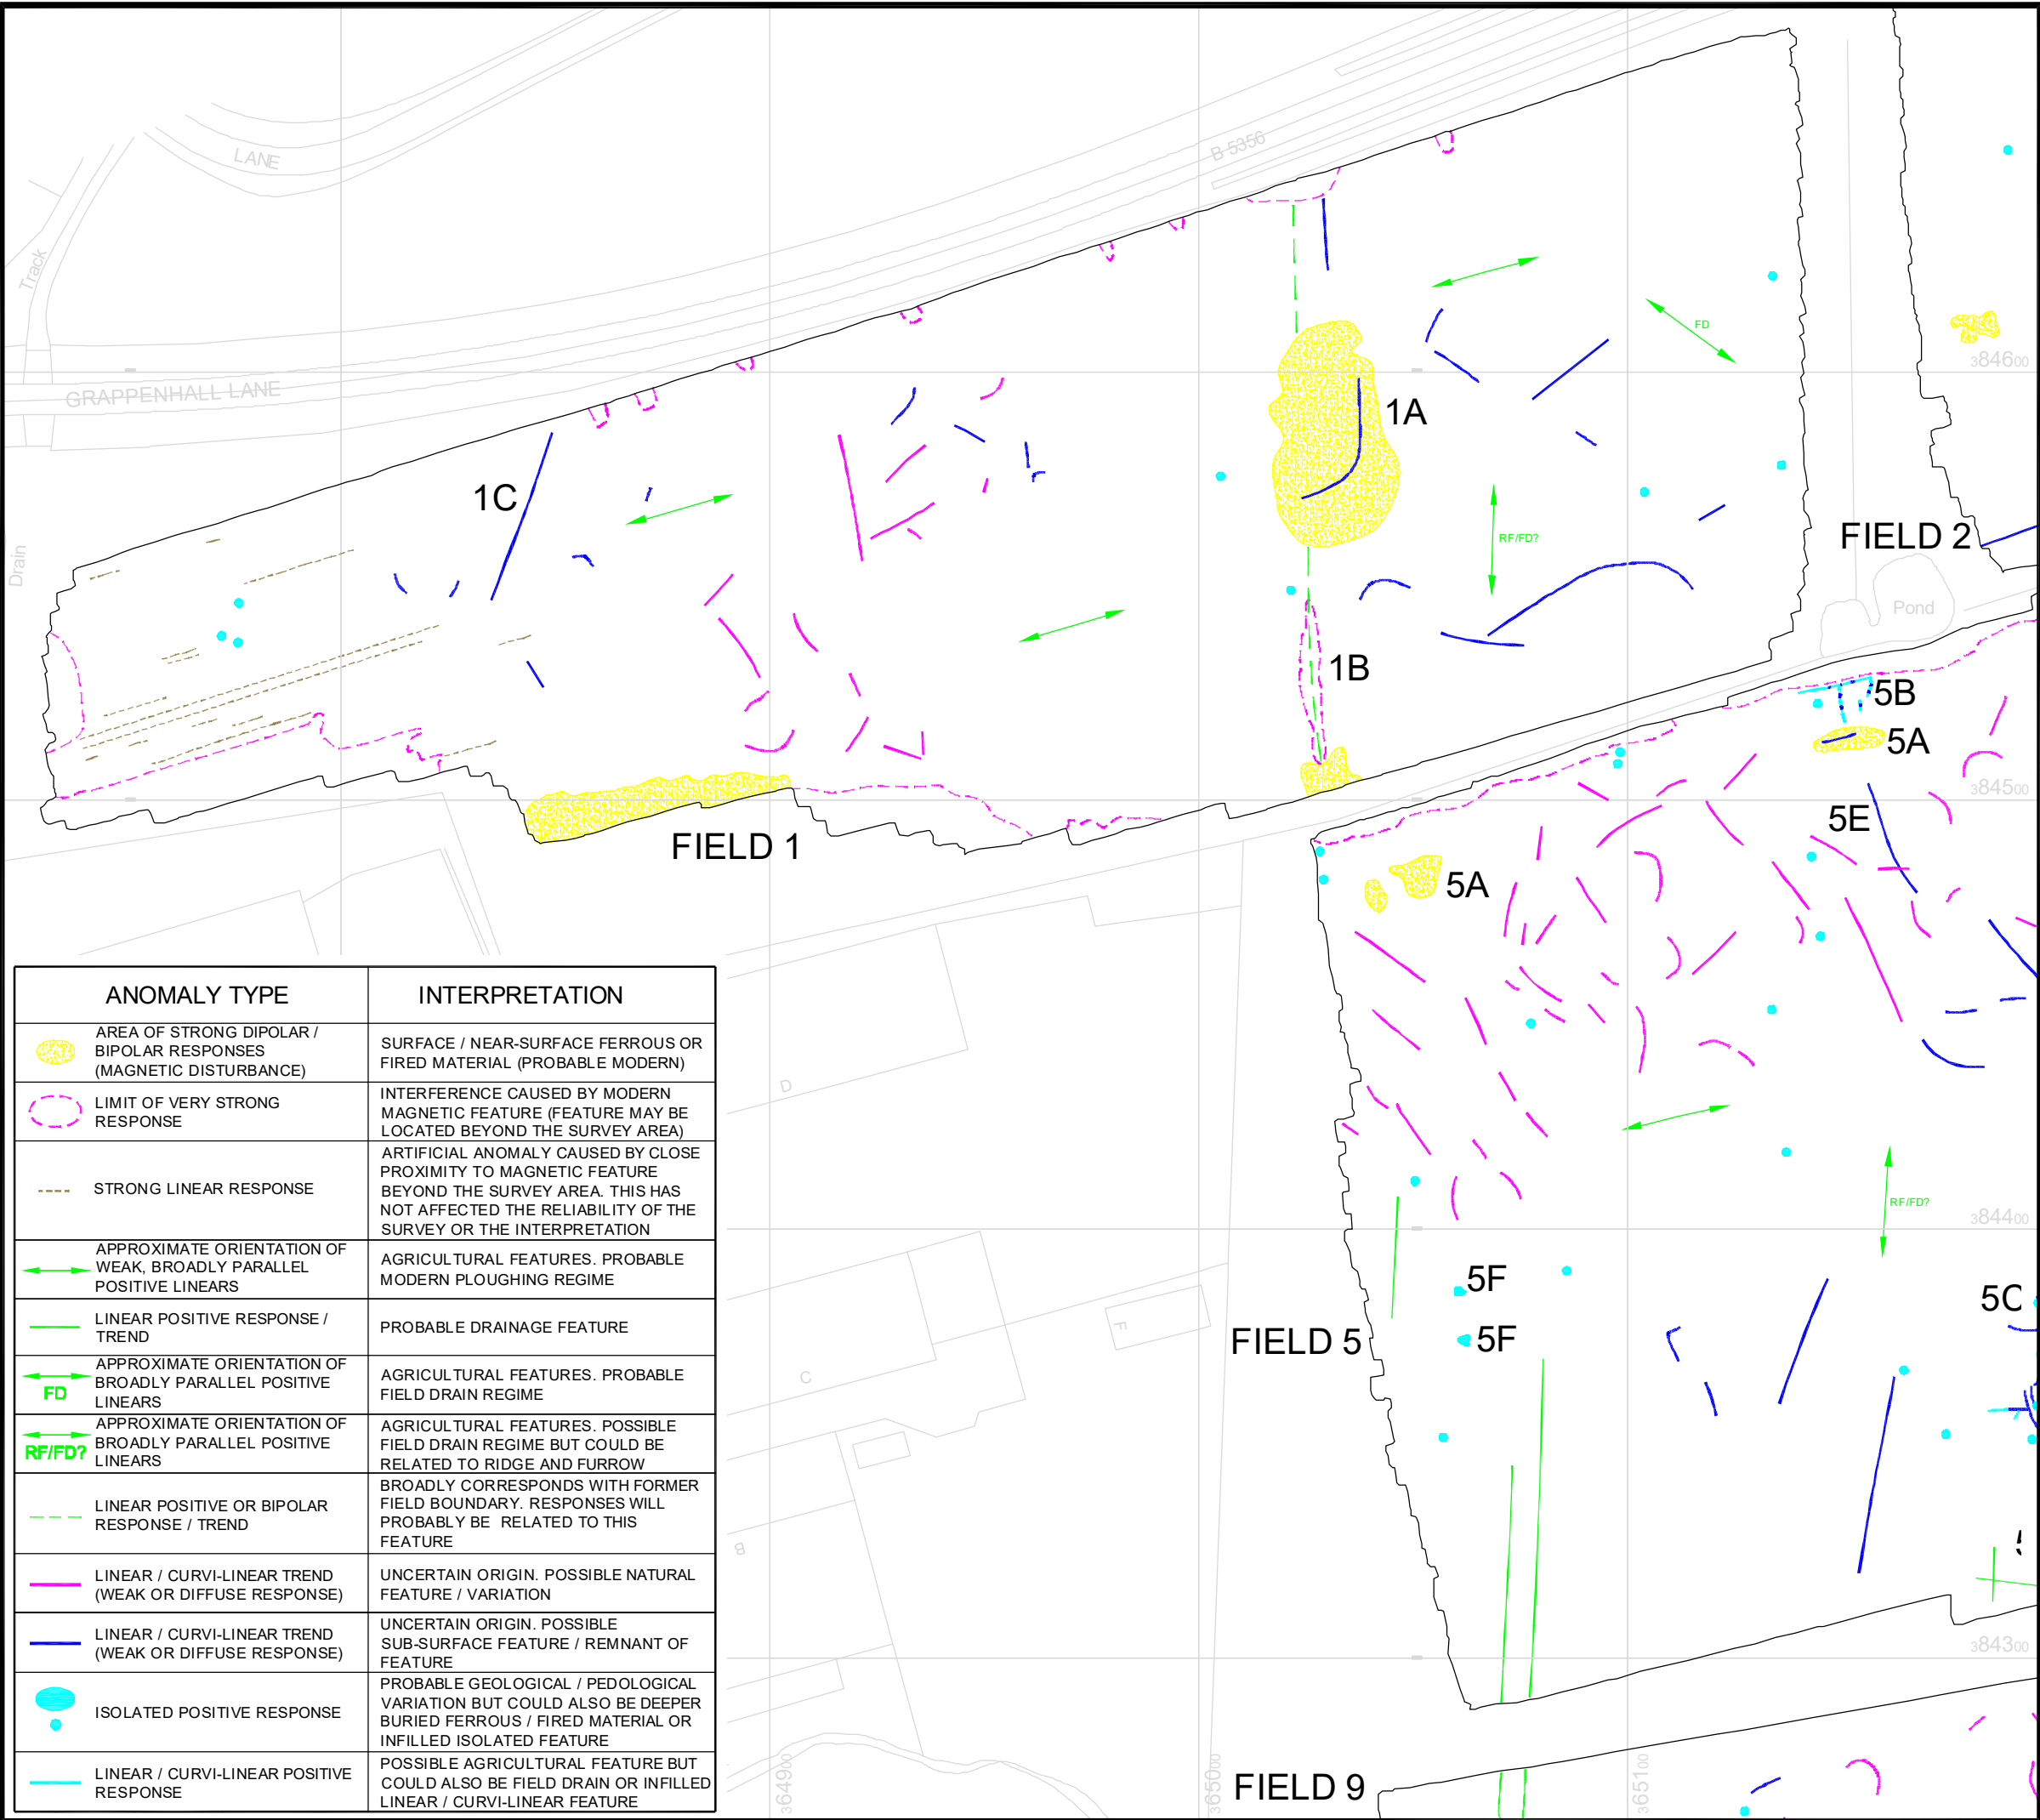 LANE
B 5356
Track
FD
GRAPPENHALL LANE
384600
1A
1C
Drain
RF/FD?
FIELD 2
Pond
1B
5B
5A
384500
5E
FIELD 1
5A
D
RF/FD?
384400
5F
5C
FIELD 5
5F
F
C
B
384300
364900
365000
365100
FIELD 9
ANOMALY TYPE
INTERPRETATION
AREA OF STRONG DIPOLAR /
BIPOLAR RESPONSES
(MAGNETIC DISTURBANCE)
SURFACE / NEAR-SURFACE FERROUS OR
FIRED MATERIAL (PROBABLE MODERN)
LIMIT OF VERY STRONG
RESPONSE
INTERFERENCE CAUSED BY MODERN
MAGNETIC FEATURE (FEATURE MAY BE
LOCATED BEYOND THE SURVEY AREA)
STRONG LINEAR RESPONSE
ARTIFICIAL ANOMALY CAUSED BY CLOSE
PROXIMITY TO MAGNETIC FEATURE
BEYOND THE SURVEY AREA. THIS HAS
NOT AFFECTED THE RELIABILITY OF THE
SURVEY OR THE INTERPRETATION
APPROXIMATE ORIENTATION OF
WEAK, BROADLY PARALLEL
POSITIVE LINEARS
AGRICULTURAL FEATURES. PROBABLE
MODERN PLOUGHING REGIME
LINEAR POSITIVE RESPONSE /
TREND
PROBABLE DRAINAGE FEATURE
FD
APPROXIMATE ORIENTATION OF
BROADLY PARALLEL POSITIVE
LINEARS
AGRICULTURAL FEATURES. PROBABLE
FIELD DRAIN REGIME
RF/FD?
APPROXIMATE ORIENTATION OF
BROADLY PARALLEL POSITIVE
LINEARS
AGRICULTURAL FEATURES. POSSIBLE
FIELD DRAIN REGIME BUT COULD BE
RELATED TO RIDGE AND FURROW
LINEAR POSITIVE OR BIPOLAR
RESPONSE / TREND
BROADLY CORRESPONDS WITH FORMER
FIELD BOUNDARY. RESPONSES WILL
PROBABLY BE RELATED TO THIS
FEATURE
LINEAR / CURVI-LINEAR TREND
(WEAK OR DIFFUSE RESPONSE)
UNCERTAIN ORIGIN. POSSIBLE NATURAL
FEATURE / VARIATION
LINEAR / CURVI-LINEAR TREND
(WEAK OR DIFFUSE RESPONSE)
UNCERTAIN ORIGIN. POSSIBLE
SUB-SURFACE FEATURE / REMNANT OF
FEATURE
ISOLATED POSITIVE RESPONSE
PROBABLE GEOLOGICAL / PEDOLOGICAL
VARIATION BUT COULD ALSO BE DEEPER
BURIED FERROUS / FIRED MATERIAL OR
INFILLED ISOLATED FEATURE
LINEAR / CURVI-LINEAR POSITIVE
RESPONSE
POSSIBLE AGRICULTURAL FEATURE BUT
COULD ALSO BE FIELD DRAIN OR INFILLED
LINEAR / CURVI-LINEAR FEATURE